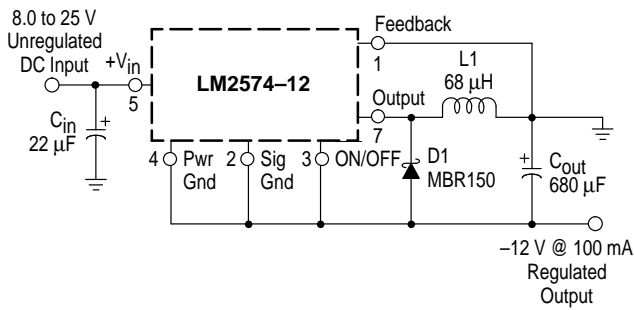 8.0 to 25 V
Unregulated
DC Input
+Vin
5
Cin
22 μF
+
LM2574–12
Feedback
1
Output
7
L1
68 μH
4
Pwr
Gnd
2
Sig
Gnd
3
ON/OFF
D1
MBR150
+
Cout
680 μF
–12 V @ 100 mA
Regulated
Output